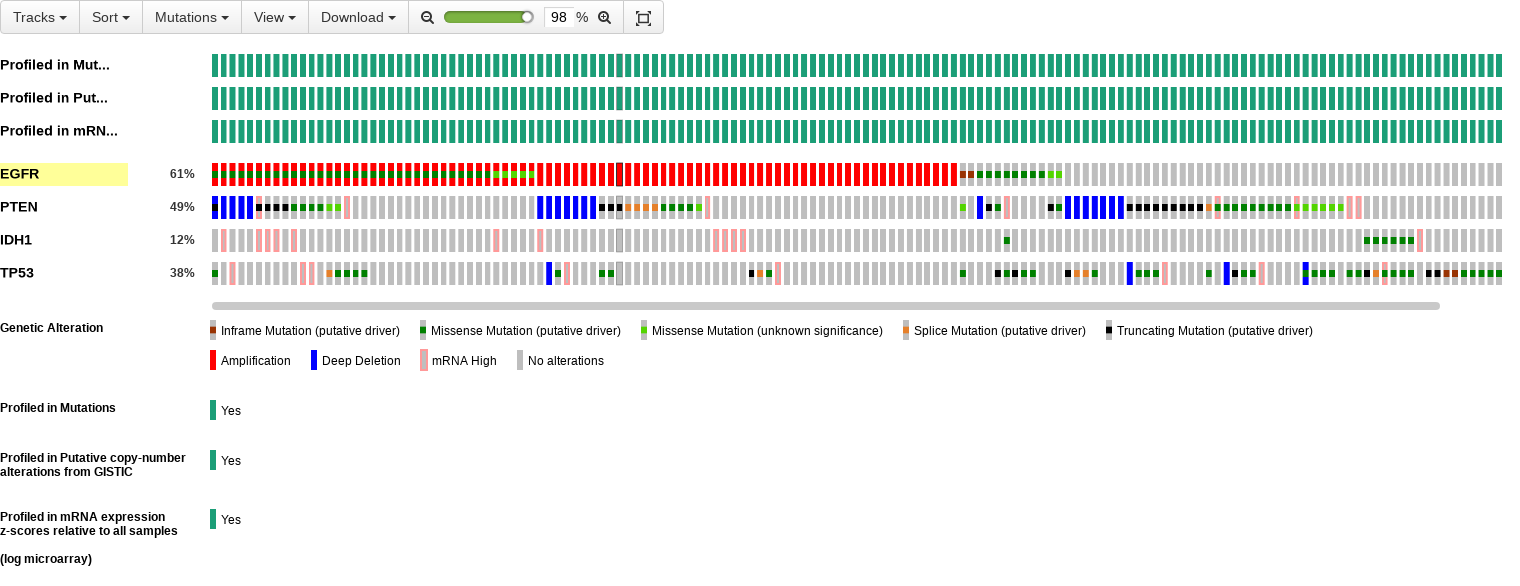 Tracks Sort Mutations View Download 98 %
Profiled in Mut...
Profiled in Put...
Profiled in mRN...
EGFR 61%
PTEN 49%
IDH1 12%
TP53 38%
Genetic Alteration Inframe Mutation (putative driver) Missense Mutation (putative driver) Missense Mutation (unknown significance) Splice Mutation (putative driver) Truncating Mutation (putative driver)
Amplification Deep Deletion mRNA High No alterations
Profiled in Mutations Yes
Profiled in Putative copy-number Yes
alterations from GISTIC
Profiled in mRNA expression Yes
z-scores relative to all samples
(log microarray)